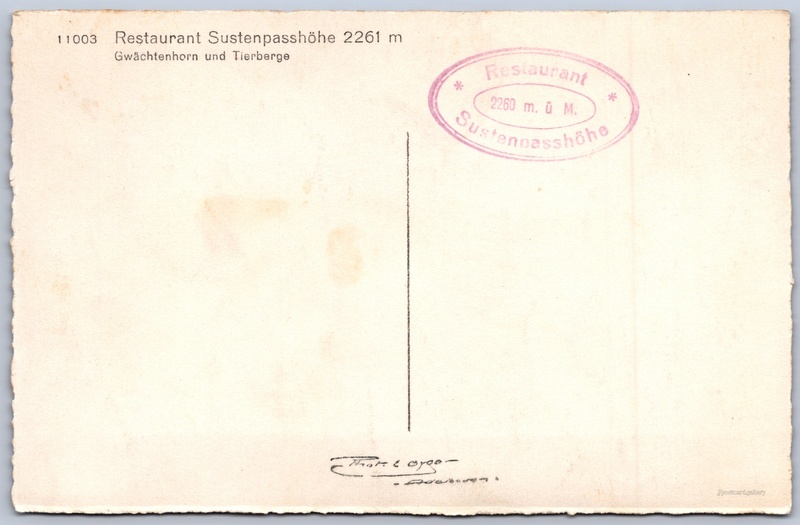 11003 Restaurant Sustenpasshöhe 2261 m
Gwächtenhorn und Tierberge
* Restaurant *
2260 m. ü M.
Sustenpasshöhe